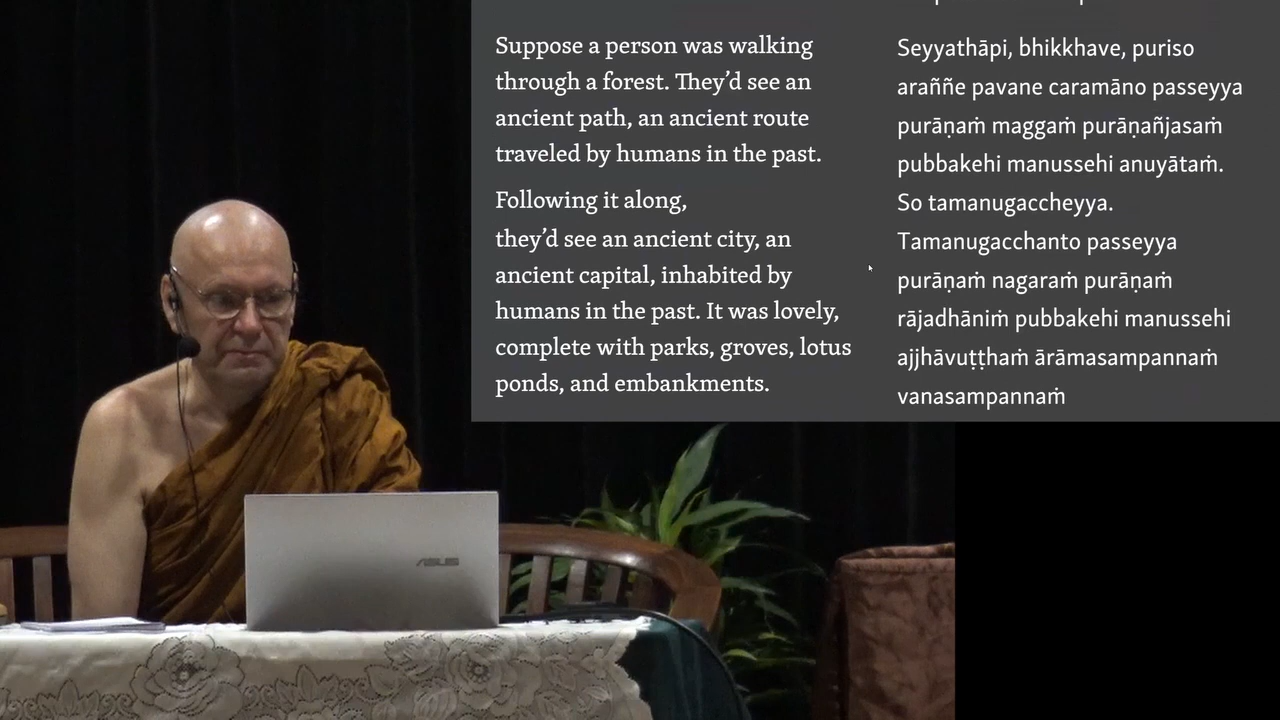 Suppose a person was walking
through a forest. They’d see an
ancient path, an ancient route
traveled by humans in the past.
Following it along,
they’d see an ancient city, an
ancient capital, inhabited by
humans in the past. It was lovely,
complete with parks, groves, lotus
ponds, and embankments.
Seyyathāpi, bhikkhave, puriso
araññe pavane caramāno passeyya
purāṇaṁ maggaṁ purāṇañjasaṁ
pubbakehi manussehi anuyātaṁ.
So tamanugaccheyya.
Tamanugacchanto passeyya
purāṇaṁ nagaraṁ purāṇaṁ
rājadhāniṁ pubbakehi manussehi
ajjhāvuṭṭhaṁ ārāmasampannaṁ
vanasampannaṁ
ASUS